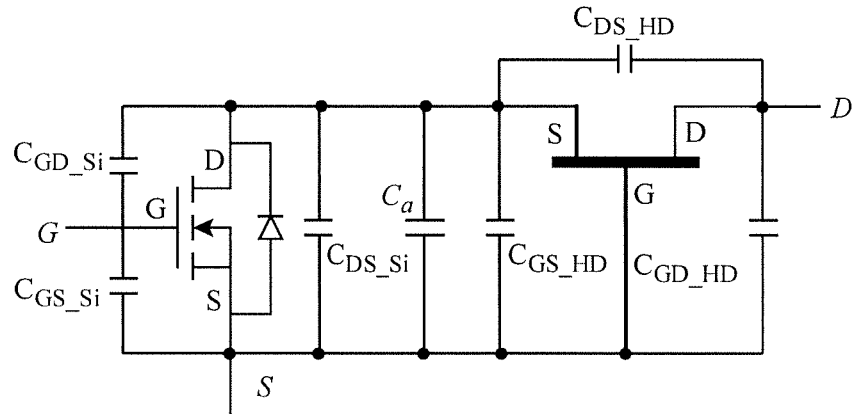 C_DS_HD
D
S
D
C_GD_Si
D
G
G
C_a
G
C_DS_Si
C_GS_HD
C_GD_HD
C_GS_Si
S
S